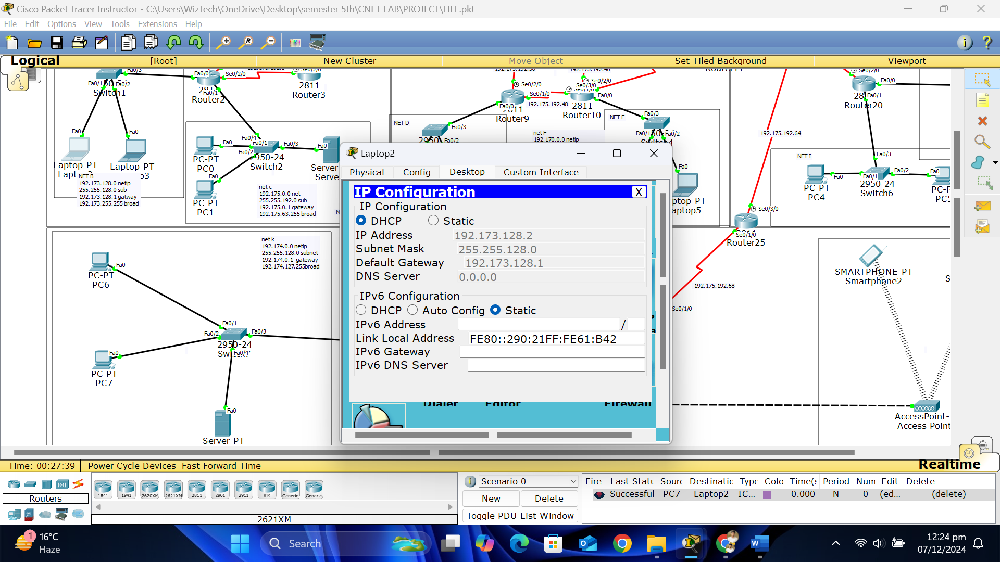 Cisco Packet Tracer Instructor - C:\Users\WizTech\OneDrive\Desktop\semester 5th\CNET LAB\PROJECT\FILE.pkt
File Edit Options View Tools Extensions Help
Logical [Root] New Cluster Move Object Set Tiled Background Viewport
Fa0/3
Fa0/1
Fa0/2
Switch1
Fa0/0
Se0/2/0
Fa0/1
Router2
Se0/2/0
2811
Router3
Fa0
Fa0
Laptop-PT
Laptop-PT
NET B
192.173.128.0 netip
255.255.128.0 sub
192.173.128.1 gatway
192.173.255.255 broad
Fa0/4
Fa0/1
Fa0/3
Fa0/2
2950-24
Switch2
Fa0
PC-PT
PC0
Fa0
PC-PT
PC1
Fa0
net c
192.175.0.0 net
255.255.192.0 sub
192.175.0.1 gateway
192.175.63.255 broad
192.175.192.40
Se0/2/0
Se0/1/0
Fa0/0
2811
Router9
192.175.192.48
Se0/2/0
Se0/3/0
Fa0/0
2811
Router10
NET D
Fa0/3
Fa0/2
net F
192.170.0.0 netip
NET F
Fa0/3
Fa0/1
Fa0/2
Fa0
Router11
192.175.192.64
Se0/2/0
Fa0/0
Fa0/1
Router20
NET I
Fa0/3
Fa0/2
Fa0/1
2950-24
Switch6
Fa0
PC-PT
PC4
Fa0
Se0/3/0
Se0/1/0
Router25
192.175.192.68
Se0/1/0
SMARTPHONE-PT
Smartphone2
AccessPoint-
Access Point
net k
192.174.0.0 netip
255.255.128.0 subnet
192.174.0.1 gateway
192.174.127.255broad
Fa0
PC-PT
PC6
Fa0/1
Fa0/2
Fa0/3
2950-24
Fa0/4
Fa0
PC-PT
PC7
Fa0
Server-PT
Laptop2
Physical Config Desktop Custom Interface
IP Configuration X
IP Configuration
DHCP Static
IP Address 192.173.128.2
Subnet Mask 255.255.128.0
Default Gateway 192.173.128.1
DNS Server 0.0.0.0
IPv6 Configuration
DHCP Auto Config Static
IPv6 Address /
Link Local Address FE80::290:21FF:FE61:B42
IPv6 Gateway
IPv6 DNS Server
Dialer Editor Firewall
Time: 00:27:39 Power Cycle Devices Fast Forward Time Realtime
Routers
1841 1941 2620XM 2621XM 2811 2901 2911 819 Generic Generic
2621XM
Scenario 0
New Delete
Toggle PDU List Window
Fire Last Statu Sourc Destinatic Type Colo Time(s Period Num Edit Delete
Successful PC7 Laptop2 IC... 0.000 N 0 (ed... (delete)
1
16°C
Haze
Search
12:24 pm
07/12/2024